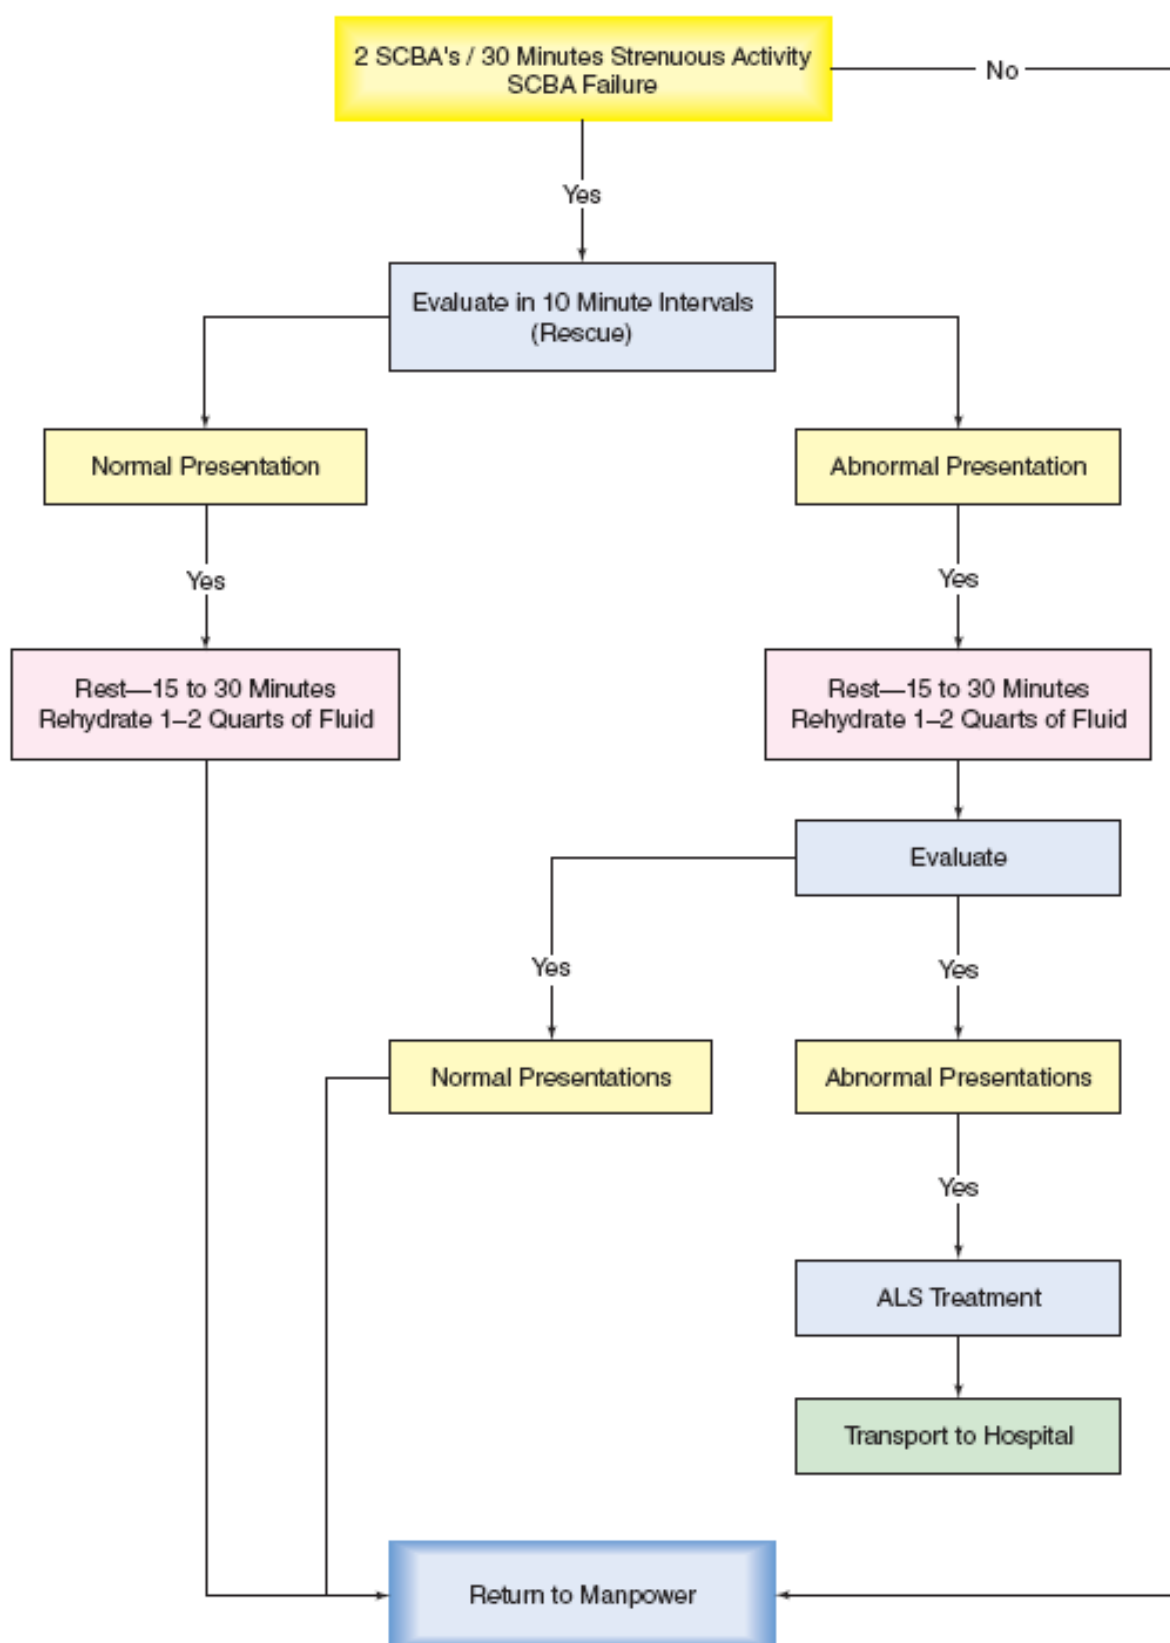 2 SCBA's / 30 Minutes Strenuous Activity
SCBA Failure
No
Yes
Evaluate in 10 Minute Intervals
(Rescue)
Normal Presentation
Abnormal Presentation
Yes
Yes
Rest—15 to 30 Minutes
Rehydrate 1–2 Quarts of Fluid
Rest—15 to 30 Minutes
Rehydrate 1–2 Quarts of Fluid
Evaluate
Yes
Yes
Normal Presentations
Abnormal Presentations
Yes
ALS Treatment
Transport to Hospital
Return to Manpower